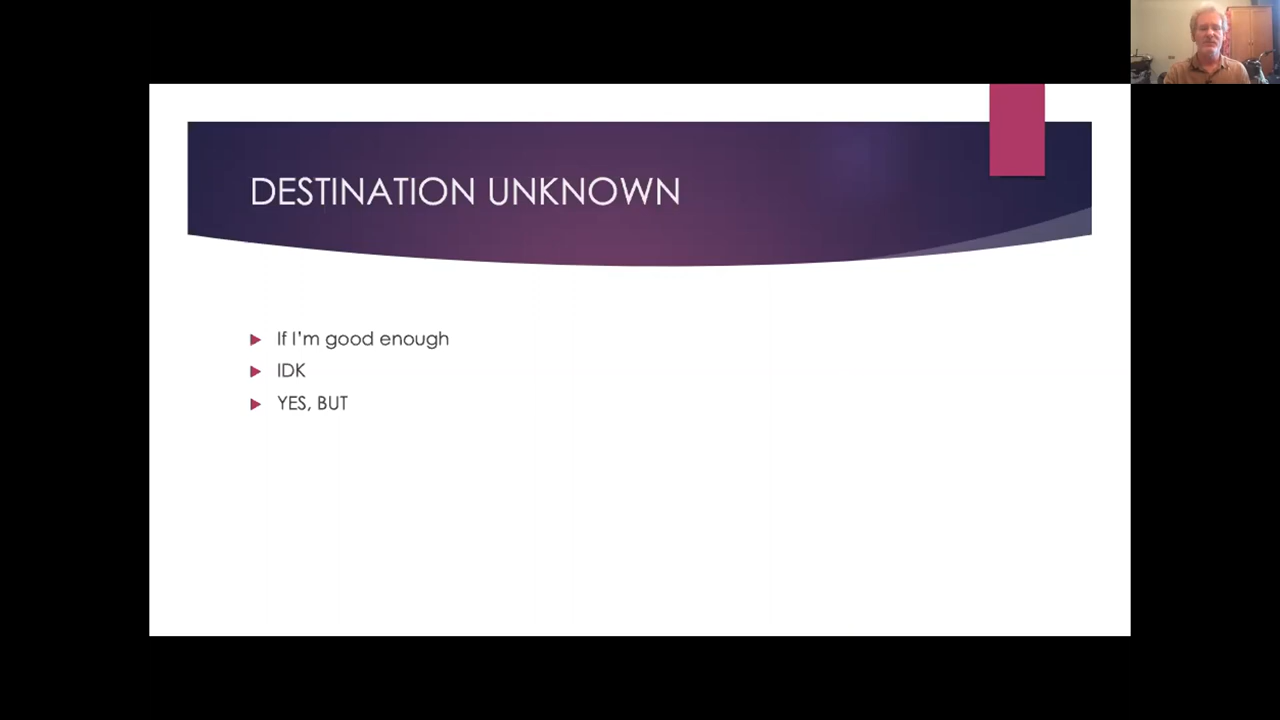 DESTINATION UNKNOWN
If I'm good enough
IDK
YES, BUT